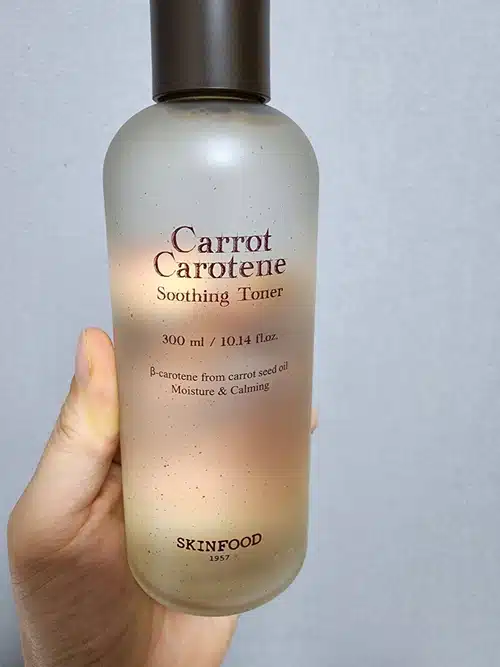 Carrot
Carotene
Soothing Toner
300 ml / 10.14 fl.oz.
β-carotene from carrot seed oil
Moisture & Calming
SKINFOOD
1957